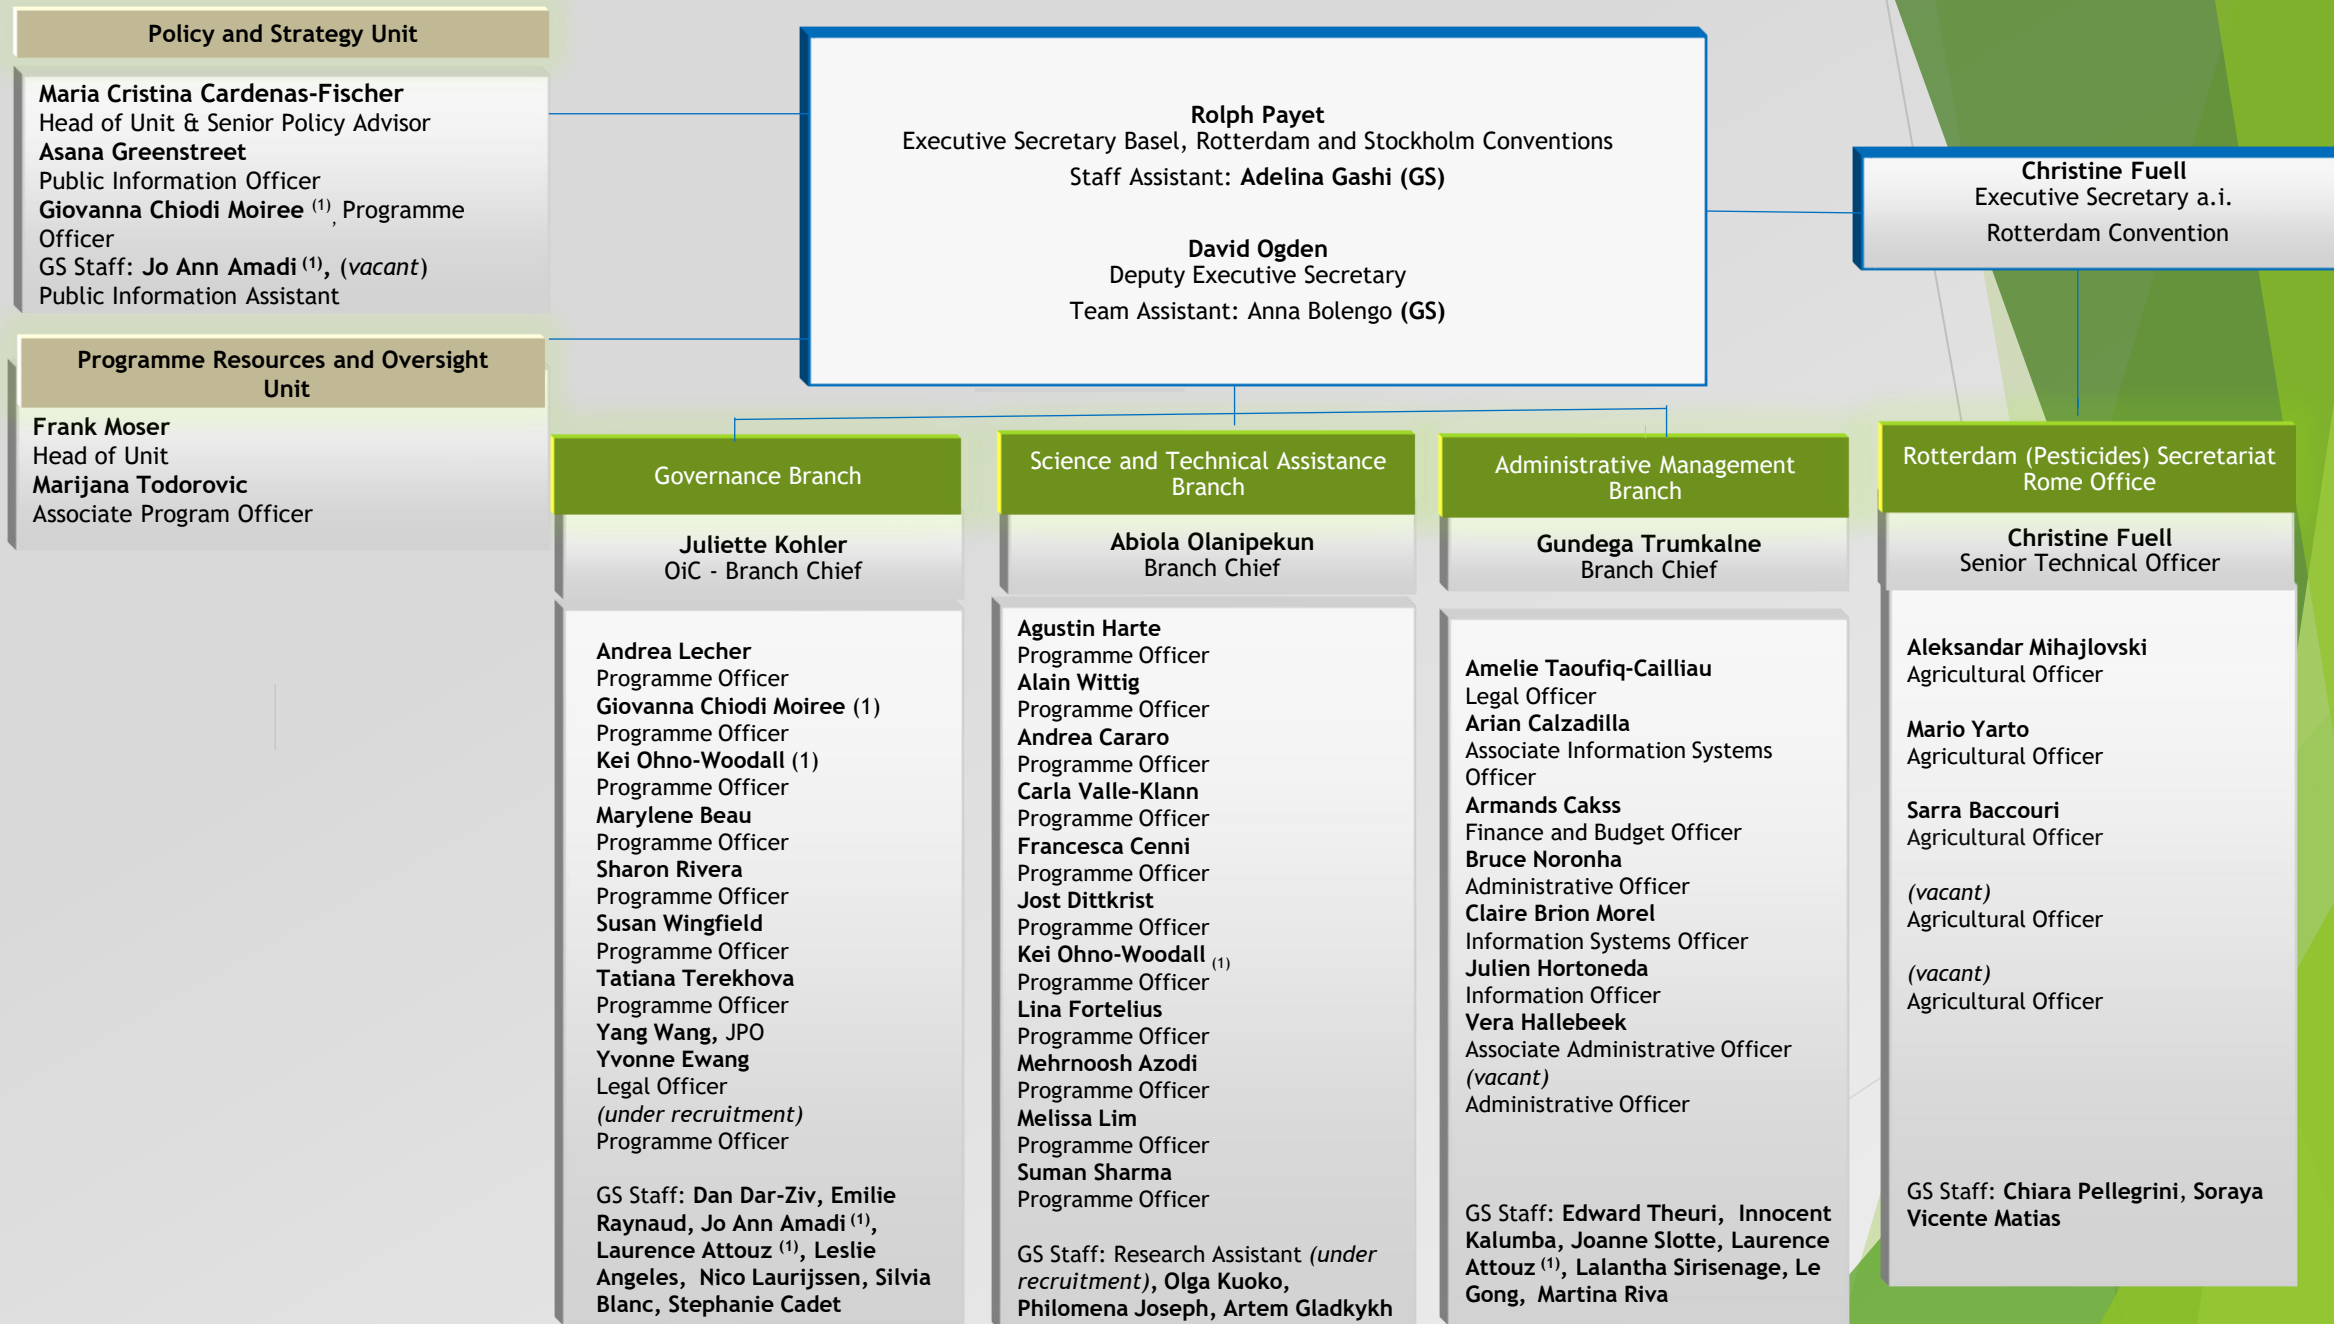 Policy and Strategy Unit
Maria Cristina Cardenas-Fischer
Head of Unit & Senior Policy Advisor
Asana Greenstreet
Public Information Officer
Giovanna Chiodi Moiree (1), Programme
Officer
GS Staff: Jo Ann Amadi (1), (vacant)
Public Information Assistant
Programme Resources and Oversight
Unit
Frank Moser
Head of Unit
Marijana Todorovic
Associate Program Officer
Rolph Payet
Executive Secretary Basel, Rotterdam and Stockholm Conventions
Staff Assistant: Adelina Gashi (GS)
David Ogden
Deputy Executive Secretary
Team Assistant: Anna Bolengo (GS)
Christine Fuell
Executive Secretary a.i.
Rotterdam Convention
Governance Branch
Juliette Kohler
OiC - Branch Chief
Andrea Lecher
Programme Officer
Giovanna Chiodi Moiree (1)
Programme Officer
Kei Ohno-Woodall (1)
Programme Officer
Marylene Beau
Programme Officer
Sharon Rivera
Programme Officer
Susan Wingfield
Programme Officer
Tatiana Terekhova
Programme Officer
Yang Wang, JPO
Yvonne Ewang
Legal Officer
(under recruitment)
Programme Officer
GS Staff: Dan Dar-Ziv, Emilie
Raynaud, Jo Ann Amadi (1),
Laurence Attouz (1), Leslie
Angeles, Nico Laurijssen, Silvia
Blanc, Stephanie Cadet
Science and Technical Assistance
Branch
Abiola Olanipekun
Branch Chief
Agustin Harte
Programme Officer
Alain Wittig
Programme Officer
Andrea Cararo
Programme Officer
Carla Valle-Klann
Programme Officer
Francesca Cenni
Programme Officer
Jost Dittkrist
Programme Officer
Kei Ohno-Woodall (1)
Programme Officer
Lina Fortelius
Programme Officer
Mehrnoosh Azodi
Programme Officer
Melissa Lim
Programme Officer
Suman Sharma
Programme Officer
GS Staff: Research Assistant (under
recruitment), Olga Kuoko,
Philomena Joseph, Artem Gladkykh
Administrative Management
Branch
Gundega Trumkalne
Branch Chief
Amelie Taoufiq-Cailliau
Legal Officer
Arian Calzadilla
Associate Information Systems
Officer
Armands Cakss
Finance and Budget Officer
Bruce Noronha
Administrative Officer
Claire Brion Morel
Information Systems Officer
Julien Hortoneda
Information Officer
Vera Hallebeek
Associate Administrative Officer
(vacant)
Administrative Officer
GS Staff: Edward Theuri, Innocent
Kalumba, Joanne Slotte, Laurence
Attouz (1), Lalantha Sirisenage, Le
Gong, Martina Riva
Rotterdam (Pesticides) Secretariat
Rome Office
Christine Fuell
Senior Technical Officer
Aleksandar Mihajlovski
Agricultural Officer
Mario Yarto
Agricultural Officer
Sarra Baccouri
Agricultural Officer
(vacant)
Agricultural Officer
(vacant)
Agricultural Officer
GS Staff: Chiara Pellegrini, Soraya
Vicente Matias